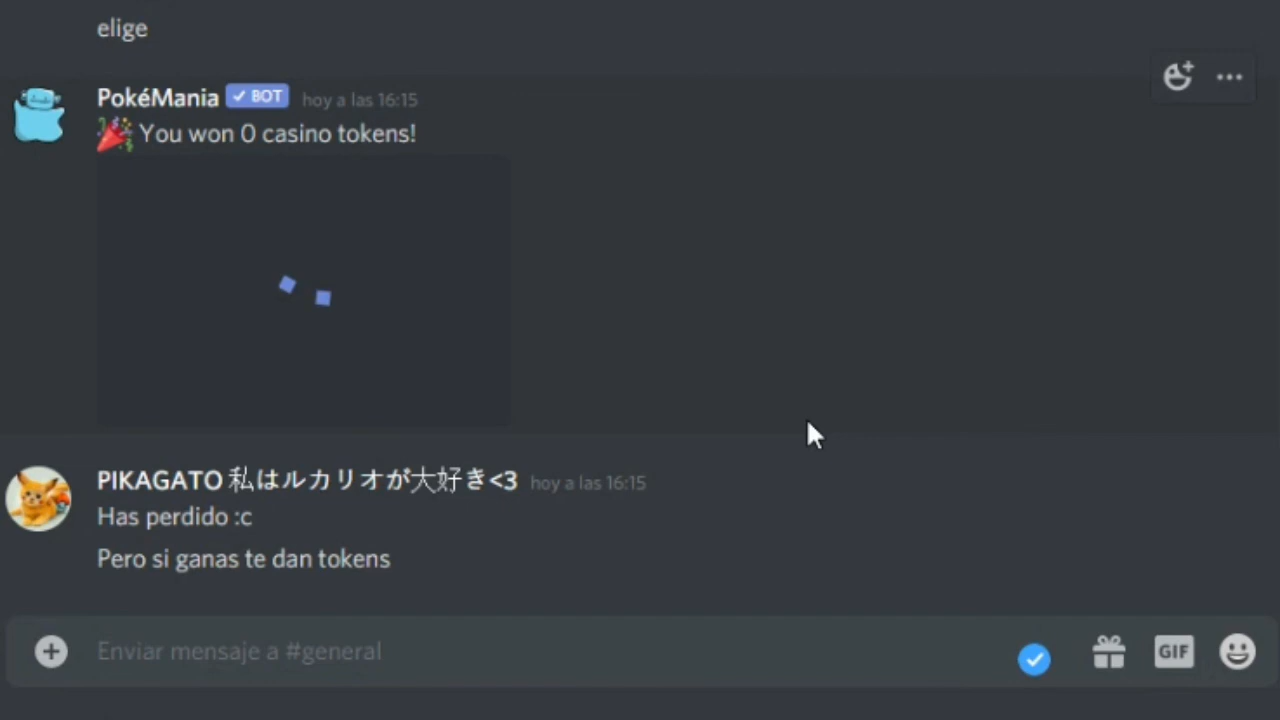 elige
PokéMania ✓ BOT hoy a las 16:15
🎉 You won 0 casino tokens!
PIKAGATO 私はルカリオが大好き<3 hoy a las 16:15
Has perdido :c
Pero si ganas te dan tokens
Enviar mensaje a #general
GIF